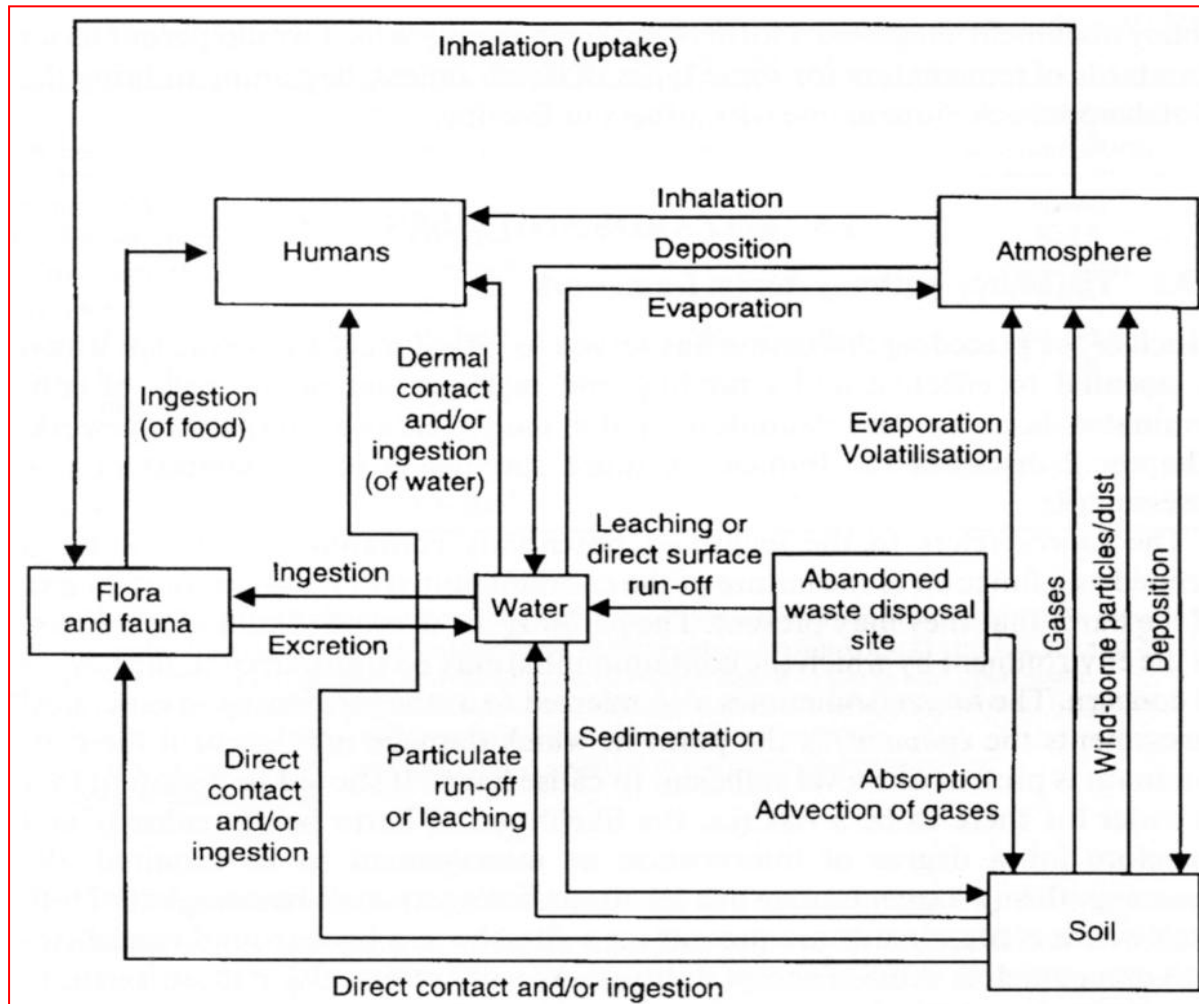 Inhalation (uptake)
Inhalation
Humans
Deposition
Atmosphere
Evaporation
Dermal
contact
and/or
ingestion
(of water)
Ingestion
(of food)
Evaporation
Volatilisation
Gases
Wind-bone particles/dust
Deposition
Leaching or
direct surface
run-off
Flora
and fauna
Ingestion
Excretion
Water
Abandoned
waste disposal
site
Sedimentation
Direct
contact
and/or
ingestion
Particulate
run-off
or leaching
Absorption
Advection of gases
Soil
Direct contact and/or ingestion